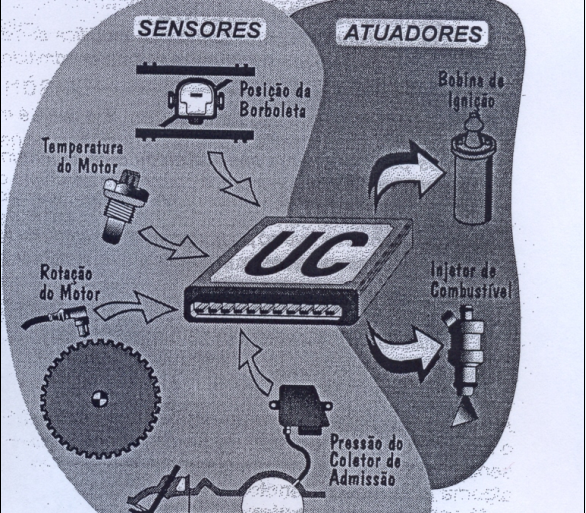 SENSORES
ATUADORES
Posição da
Borboleta
Bobina de
Ignição
Temperatura
do Motor
UC
Rotação
do Motor
Injetor de
Combustível
Pressão do
Coletor de
Admissão